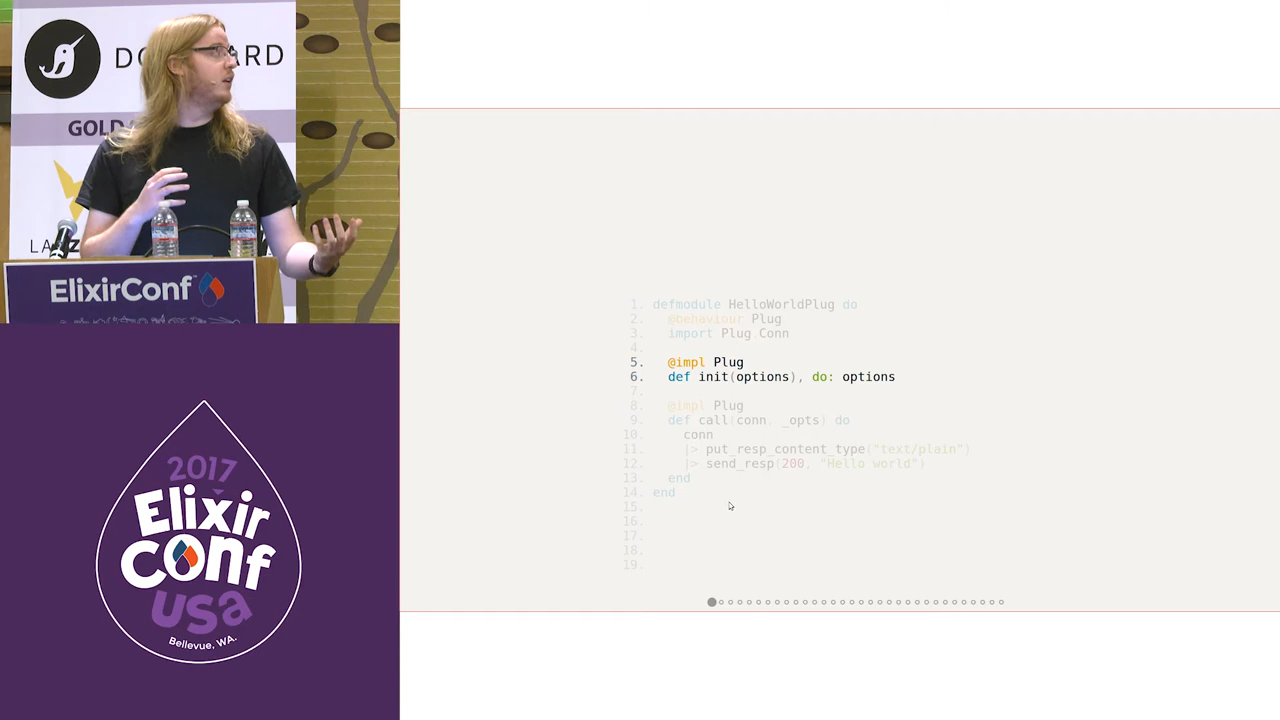 D ARD
GOLD
LA
ElixirConf
2017
Elixir
Conf
USA
Bellevue, WA.
1. defmodule HelloWorldPlug do
2. @behaviour Plug
3. import Plug.Conn
4.
5. @impl Plug
6. def init(options), do: options
7.
8. @impl Plug
9. def call(conn, _opts) do
10. conn
11. |> put_resp_content_type("text/plain")
12. |> send_resp(200, "Hello world")
13. end
14. end
15.
16.
17.
18.
19.